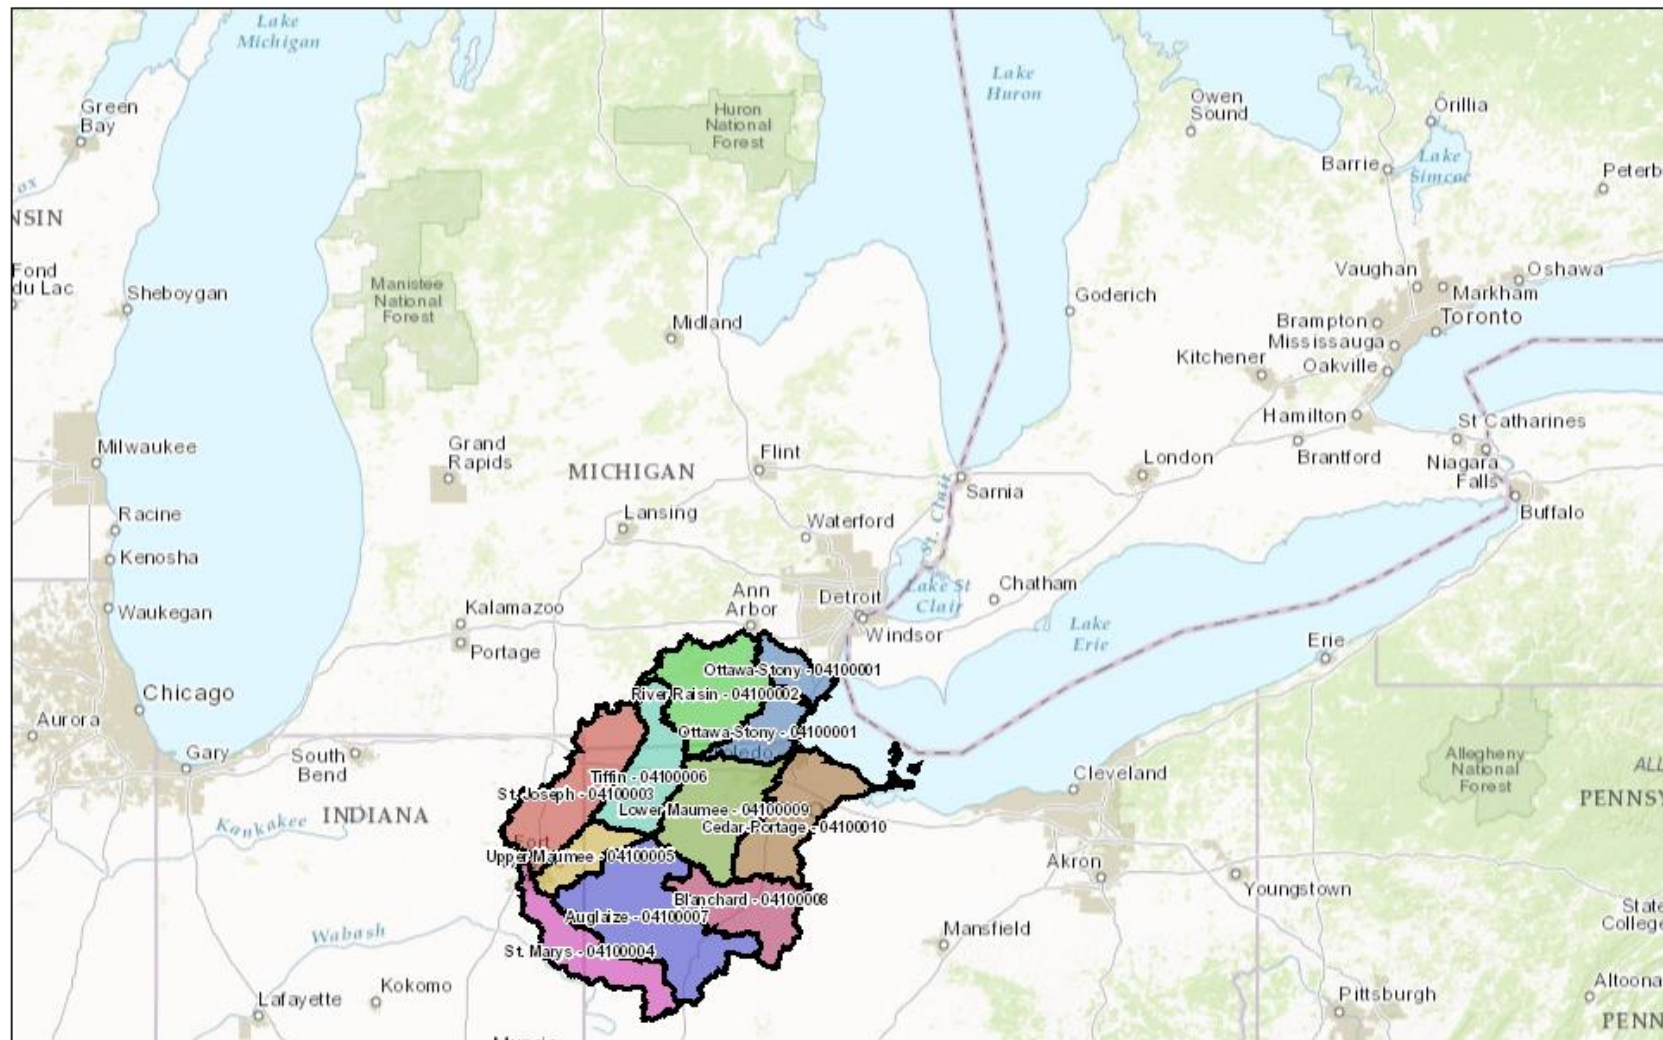 Lake
Michigan
Green
Bay
Huron
National
Forest
Lake
Huron
Owen
Sound
Orillia
Barrie
Lake
Simcoe
Peterb
ox
NSIN
Fond
du Lac
Sheboygan
Manistee
National
Forest
Midland
Goderich
Vaughan
Oshawa
Markham
Brampton
Toronto
Mississauga
Kitchener
Oakville
Hamilton
St Catharines
Milwaukee
Grand
Rapids
MICHIGAN
Flint
London
Brantford
Niagara
Falls
Sarnia
Racine
Lansing
Waterford
St. Clair
Buffalo
Kenosha
Waukegan
Kalamazoo
Portage
Ann
Arbor
Detroit
Windsor
Lake St
Clair
Chatham
Lake
Erie
Erie
Ottawa-Stony - 04100001
River Raisin - 04100002
Chicago
Aurora
Gary
South
Bend
Ottawa-Stony - 04100001
Toledo
Tiffin - 04100006
St. Joseph - 04100003
Lower Maumee - 04100009
Cedar-Portage - 04100010
Cleveland
Allegheny
National
Forest
ALL
PENNSY
INDIANA
Kankakee
Fort
Upper Maumee - 04100005
Akron
Youngstown
Blanchard - 04100008
Auglaize - 04100007
St. Marys - 04100004
Wabash
Mansfield
State
College
Lafayette
Kokomo
Pittsburgh
Altoona
PENN